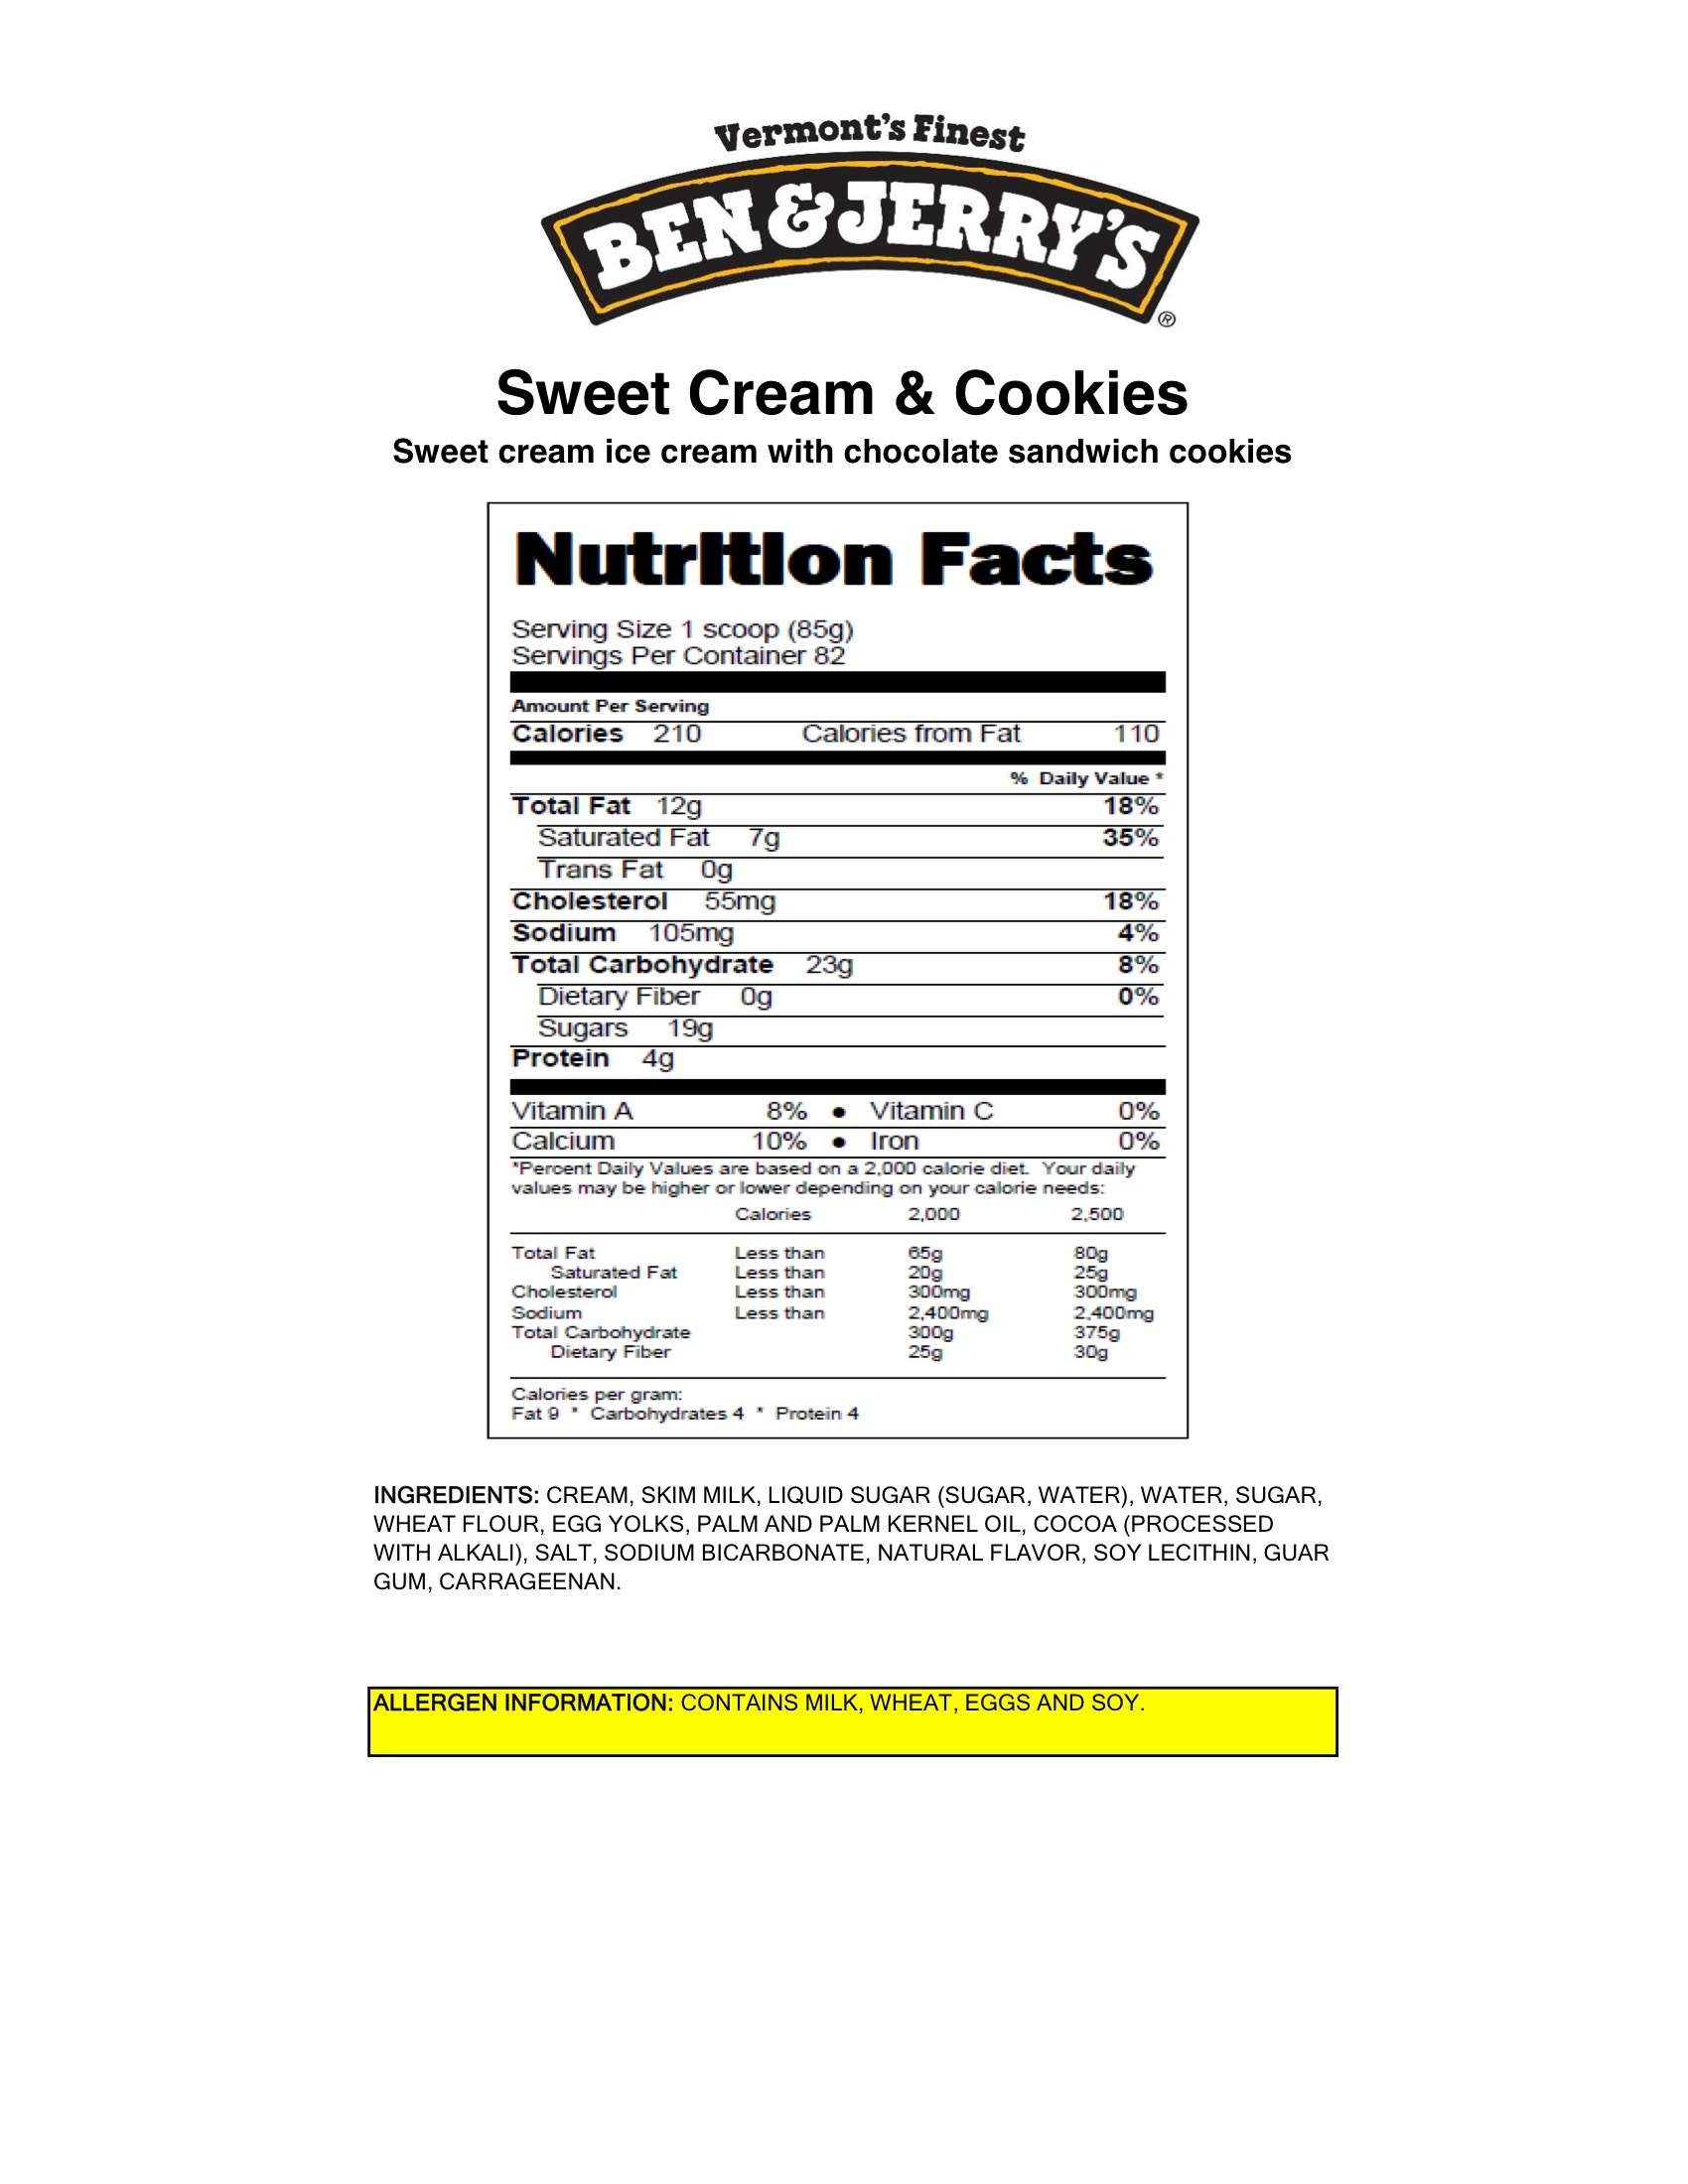 Vermont's Finest
BEN & JERRY'S
®
Sweet Cream & Cookies
Sweet cream ice cream with chocolate sandwich cookies
Nutrition Facts
Serving Size 1 scoop (85g)
Servings Per Container 82
Amount Per Serving
Calories 210 Calories from Fat 110
% Daily Value *
Total Fat 12g 18%
Saturated Fat 7g 35%
Trans Fat 0g
Cholesterol 55mg 18%
Sodium 105mg 4%
Total Carbohydrate 23g 8%
Dietary Fiber 0g 0%
Sugars 19g
Protein 4g
Vitamin A 8% • Vitamin C 0%
Calcium 10% • Iron 0%
*Percent Daily Values are based on a 2,000 calorie diet. Your daily
values may be higher or lower depending on your calorie needs:
Calories 2,000 2,500
Total Fat Less than 65g 80g
Saturated Fat Less than 20g 25g
Cholesterol Less than 300mg 300mg
Sodium Less than 2,400mg 2,400mg
Total Carbohydrate 300g 375g
Dietary Fiber 25g 30g
Calories per gram:
Fat 9 * Carbohydrates 4 * Protein 4
INGREDIENTS: CREAM, SKIM MILK, LIQUID SUGAR (SUGAR, WATER), WATER, SUGAR,
WHEAT FLOUR, EGG YOLKS, PALM AND PALM KERNEL OIL, COCOA (PROCESSED
WITH ALKALI), SALT, SODIUM BICARBONATE, NATURAL FLAVOR, SOY LECITHIN, GUAR
GUM, CARRAGEENAN.
ALLERGEN INFORMATION: CONTAINS MILK, WHEAT, EGGS AND SOY.